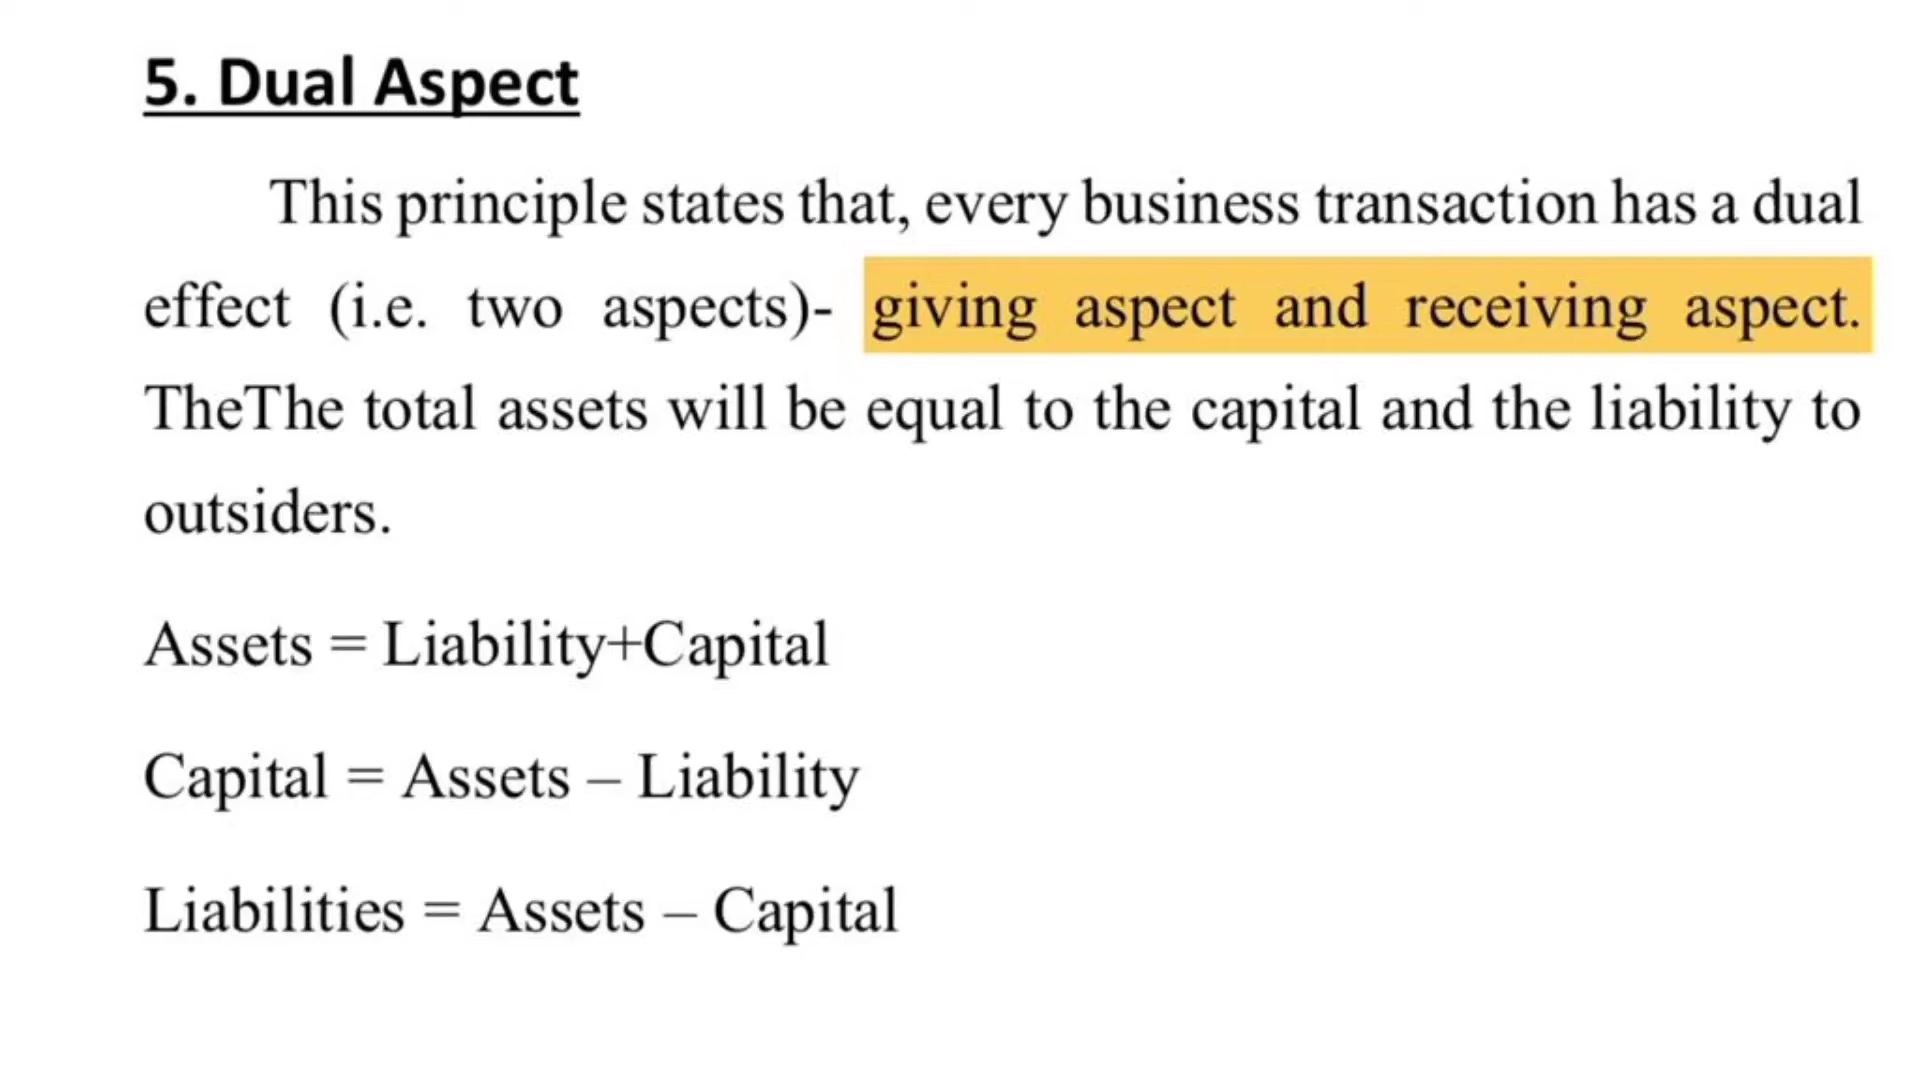 5. Dual Aspect
This principle states that, every business transaction has a dual
effect (i.e. two aspects)- giving aspect and receiving aspect.
TheThe total assets will be equal to the capital and the liability to
outsiders.
Assets = Liability+Capital
Capital = Assets – Liability
Liabilities = Assets – Capital